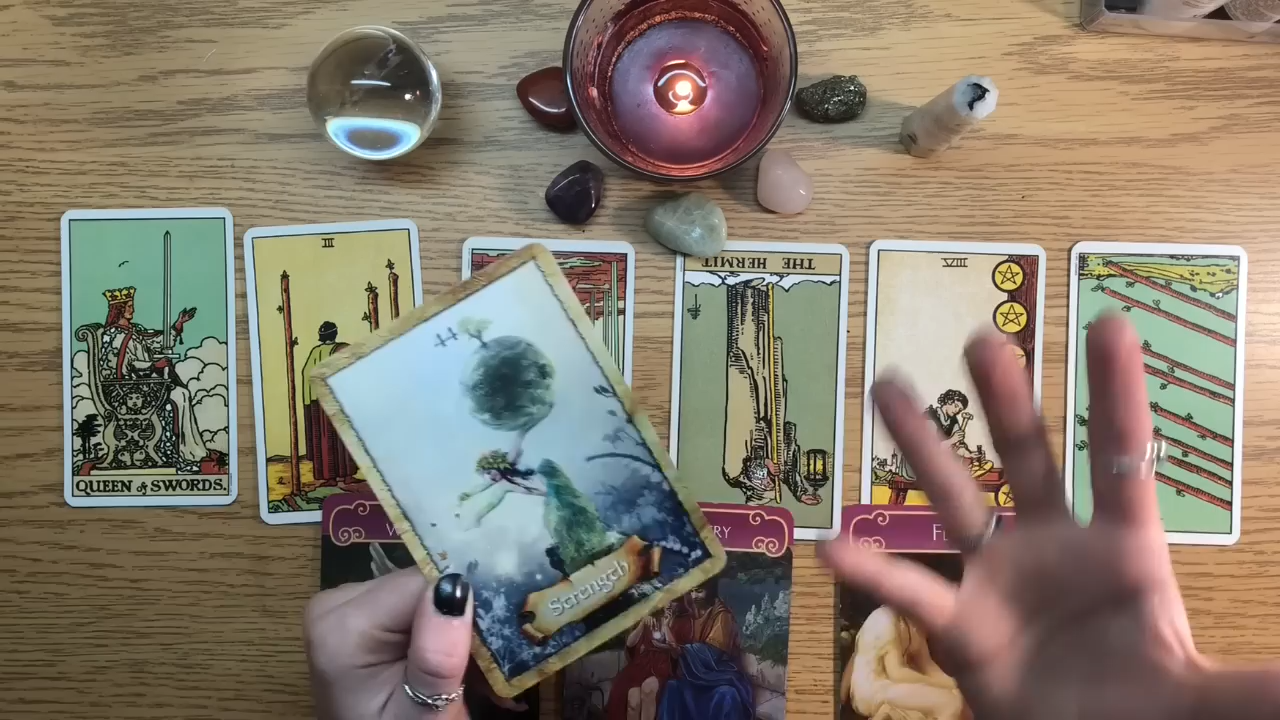 QUEEN of SWORDS.
III
THE HERMIT
VIII
Strength